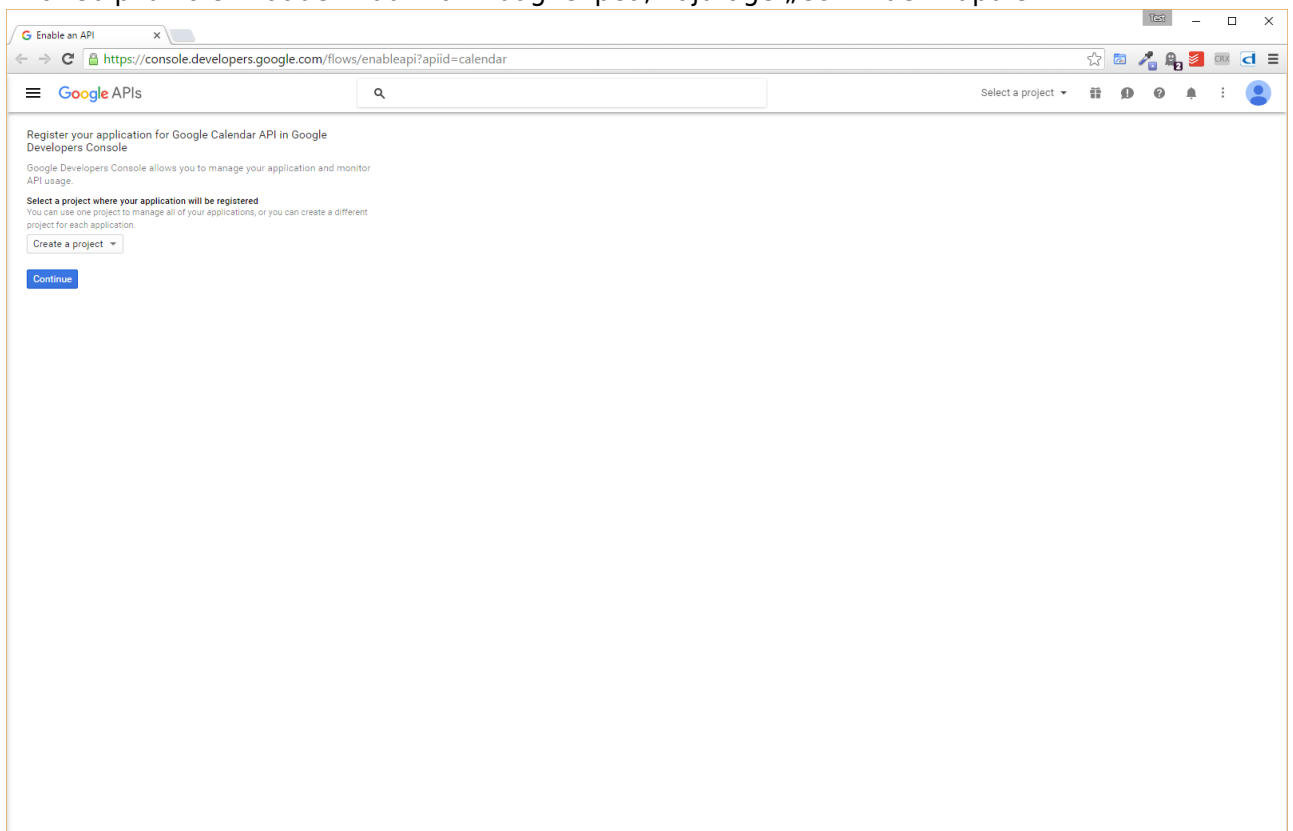 Test
Enable an API
https://console.developers.google.com/flows/enableapi?apiid=calendar
2
CRX
Google APIs
Select a project
Register your application for Google Calendar API in Google
Developers Console
Google Developers Console allows you to manage your application and monitor
API usage.
Select a project where your application will be registered
You can use one project to manage all of your applications, or you can create a different
project for each application.
Create a project
Continue